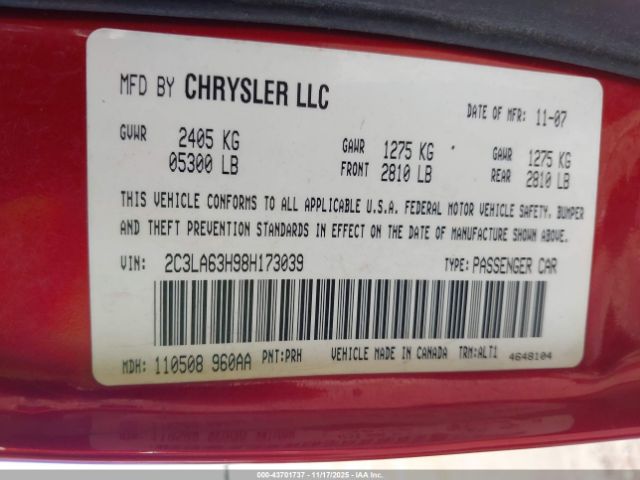 MFD BY CHRYSLER LLC
DATE OF MFR: 11-07
GVWR 2405 KG
05300 LB
GAWR 1275 KG
FRONT 2810 LB
GAWR 1275 KG
REAR 2810 LB
THIS VEHICLE CONFORMS TO ALL APPLICABLE U.S.A. FEDERAL MOTOR VEHICLE SAFETY, BUMPER
AND THEFT PREVENTION STANDARDS IN EFFECT ON THE DATE OF MANUFACTURE SHOWN ABOVE.
VIN: 2C3LA63H98H173039 TYPE: PASSENGER CAR
MDH: 110508 960AA PNT:PRH VEHICLE MADE IN CANADA TRM:ALT1 4648104
© IAA 000-43701737 - 11/17/2025 - IAAI.COM